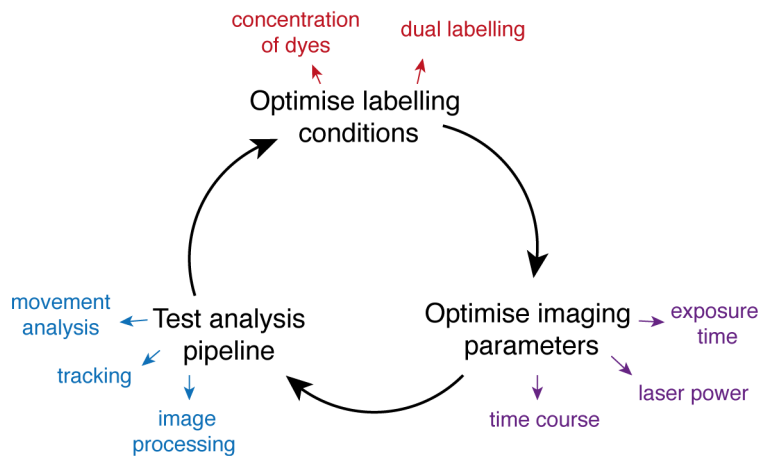 concentration
of dyes
dual labelling
Optimise labelling
conditions
Optimise imaging
parameters
exposure
time
laser power
time course
Test analysis
pipeline
movement
analysis
tracking
image
processing